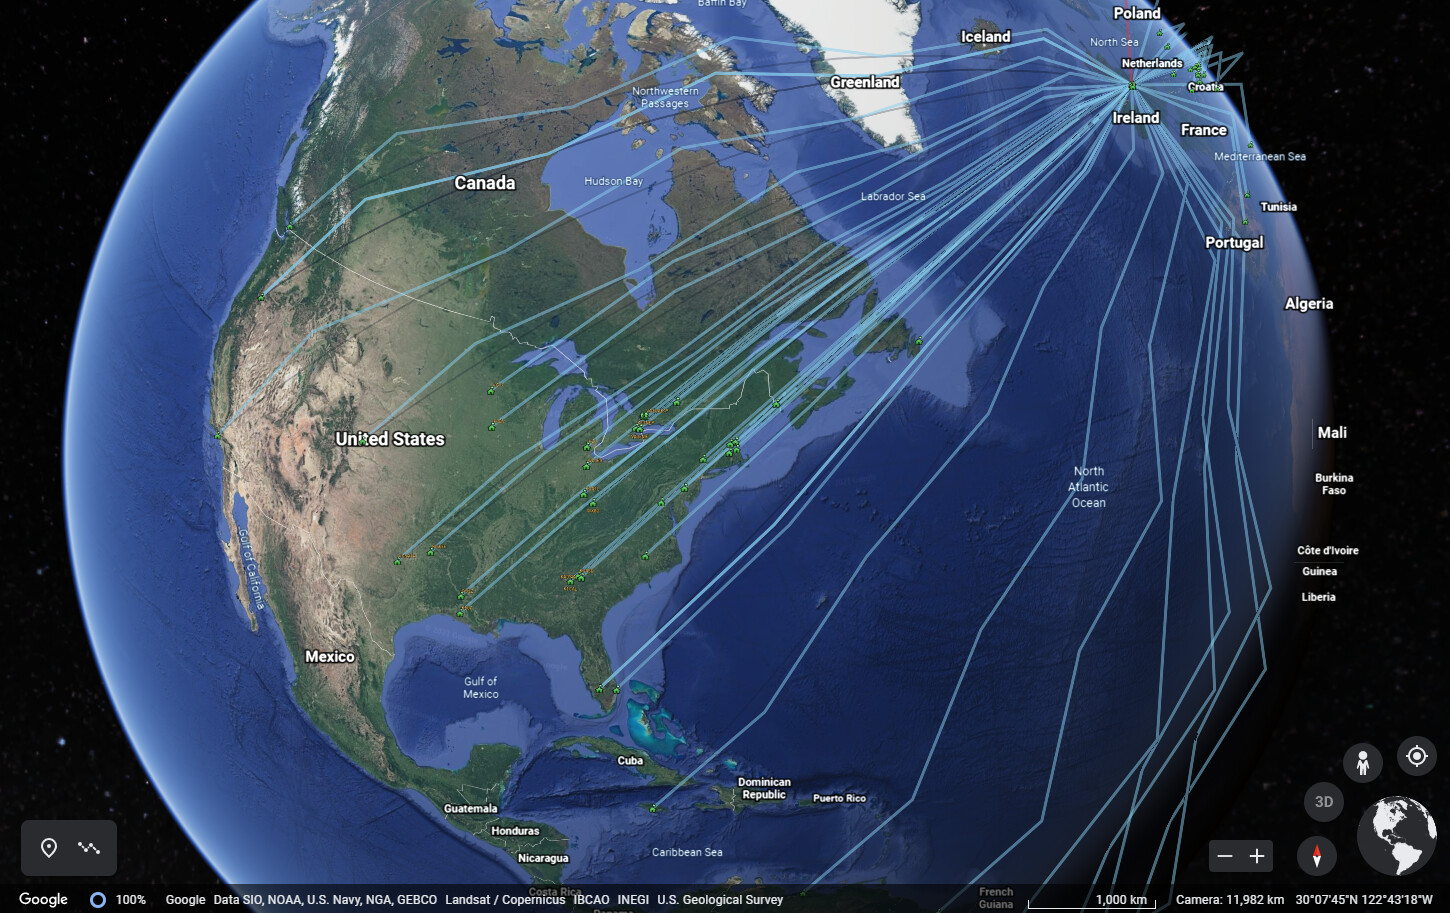 Baffin Bay
Poland
Iceland
North Sea
Netherlands
Greenland
Croatia
Northwestern
Passages
Ireland
France
Mediterranean Sea
Canada
Hudson Bay
Labrador Sea
Tunisia
Portugal
Algeria
United States
Mali
North
Atlantic
Ocean
Burkina
Faso
Gulf of California
Côte d'Ivoire
Guinea
Liberia
Mexico
Gulf of
Mexico
Cuba
Dominican
Republic
Puerto Rico
Guatemala
Honduras
Nicaragua
Caribbean Sea
3D
Costa Rica
French
Guiana
Panama
Google 100% Google Data SIO, NOAA, U.S. Navy, NGA, GEBCO Landsat / Copernicus IBCAO INEGI U.S. Geological Survey 1,000 km Camera: 11,982 km 30°07'45"N 122°43'18"W